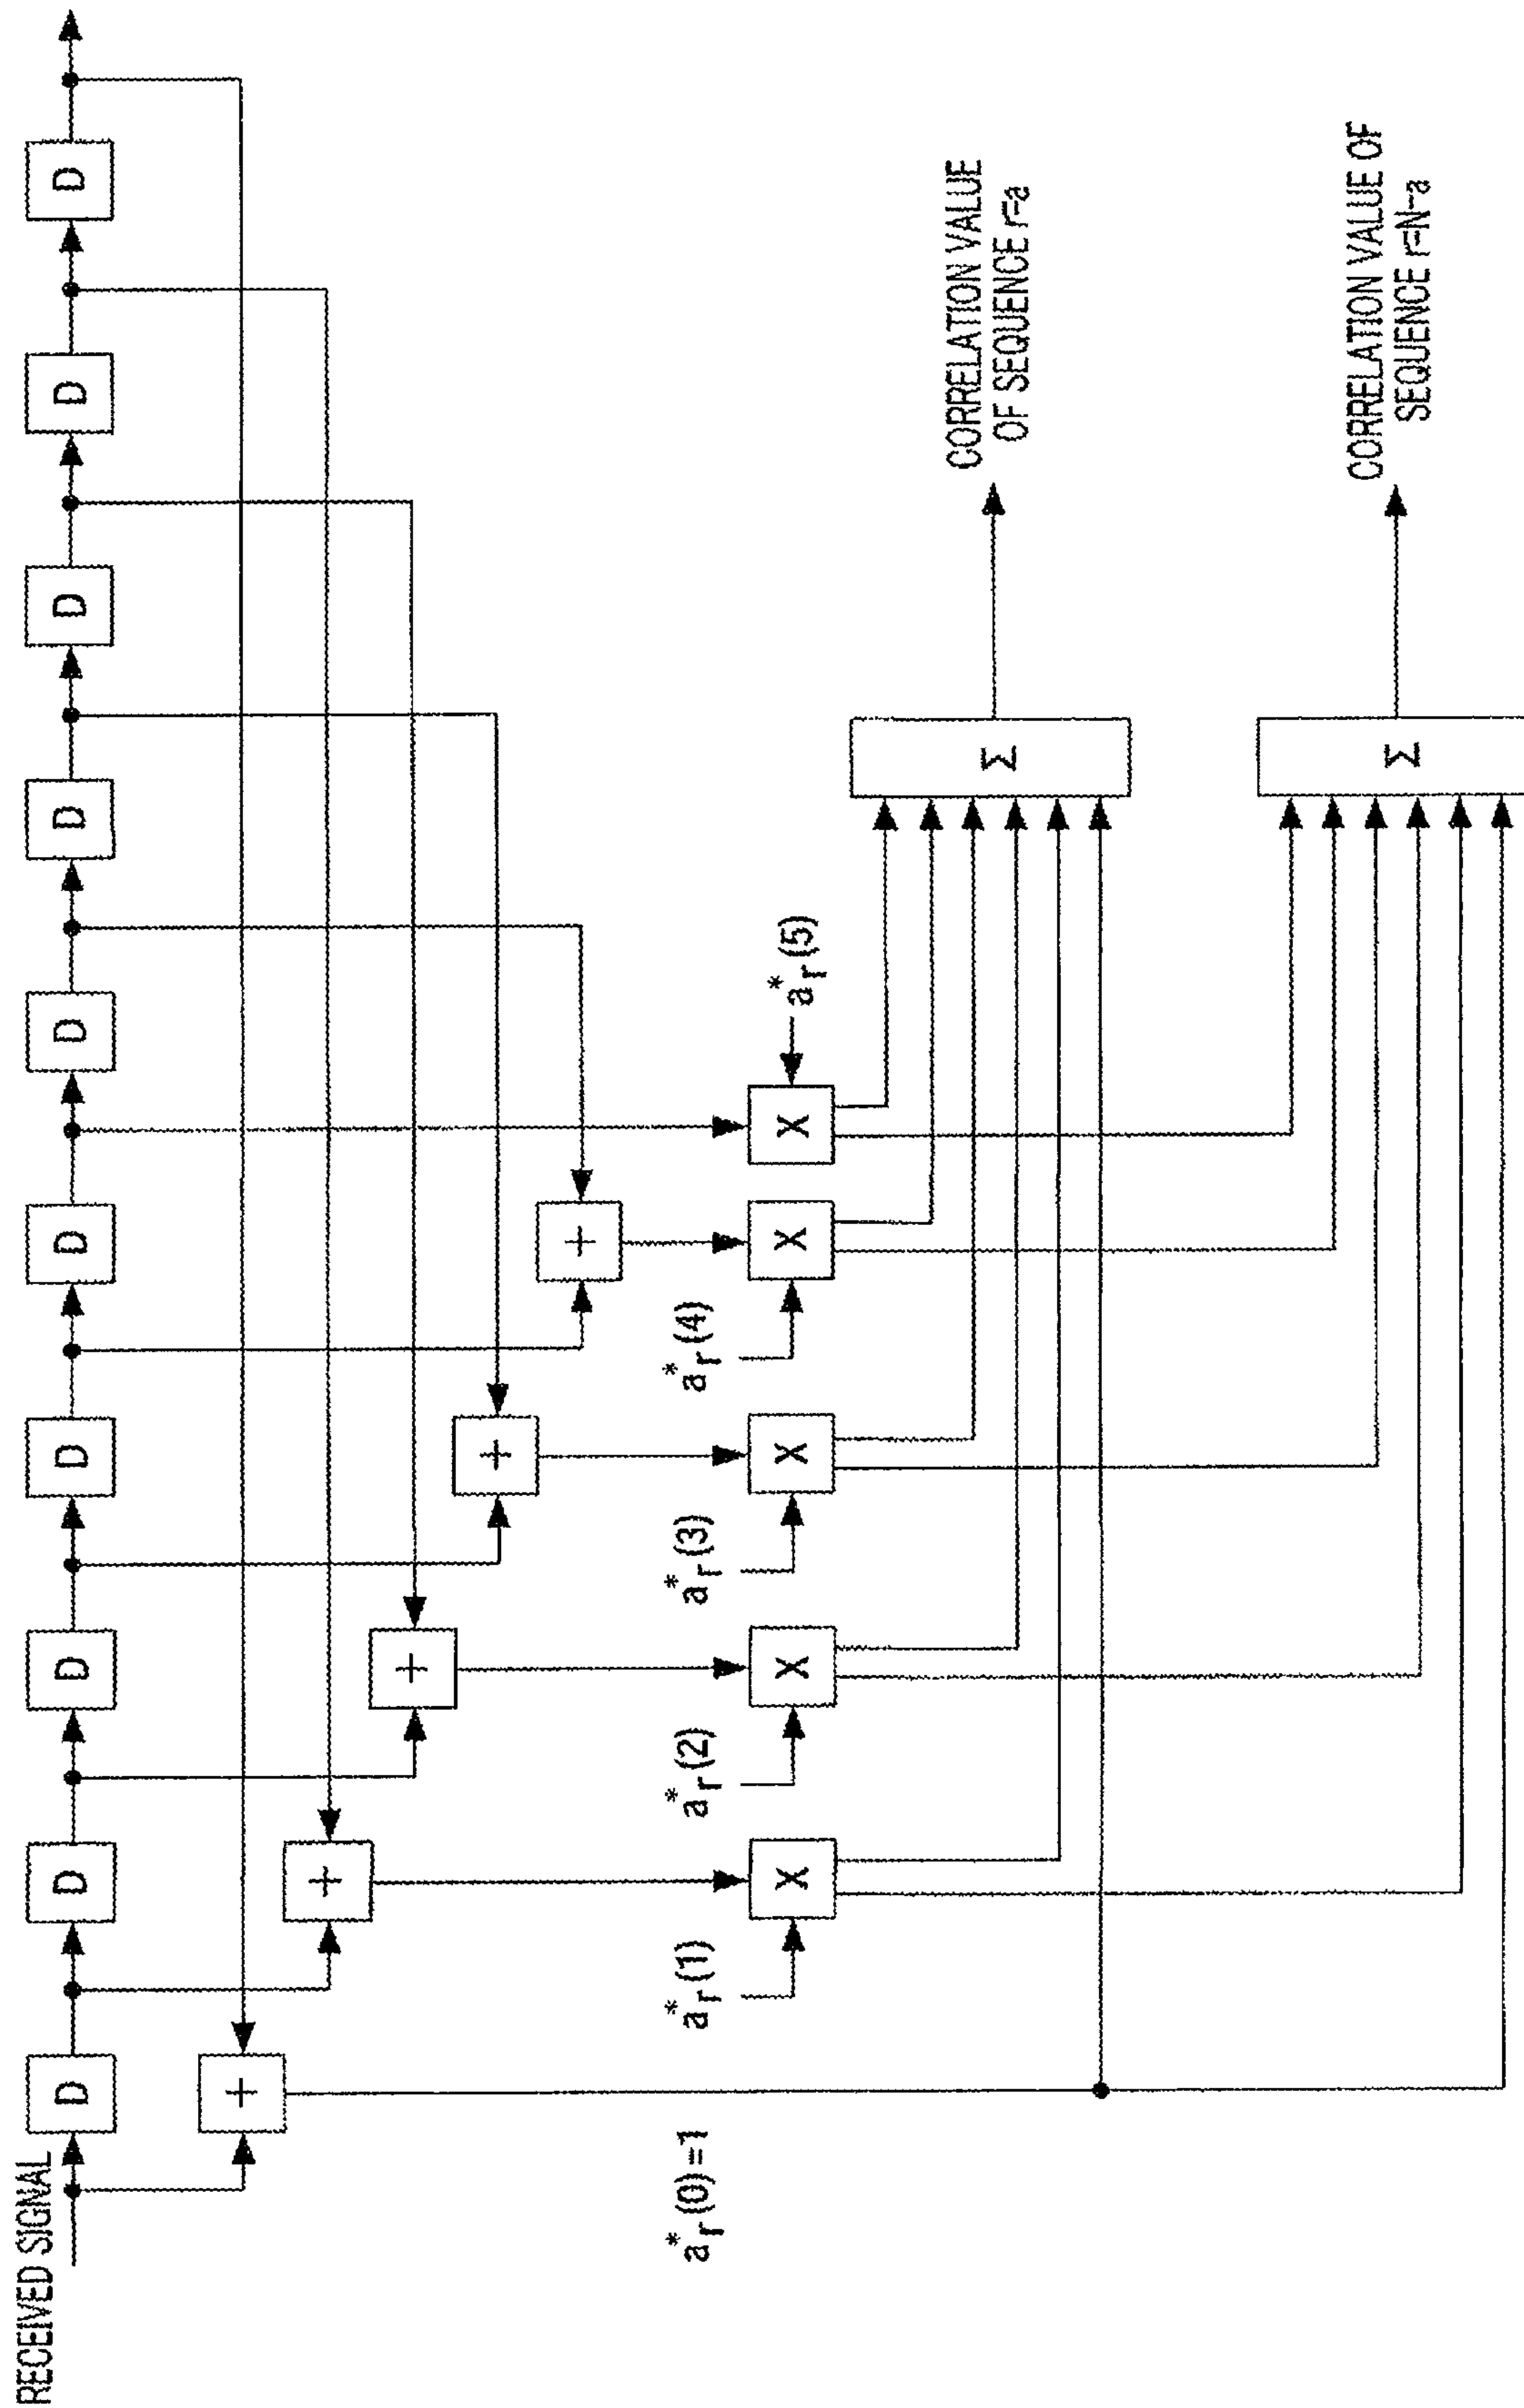 RECEIVED SIGNAL
D D D D D D D D D D
+
+
+
+
+
a*r(0)=1 a*r(1) a*r(2) a*r(3) a*r(4)
X X X X X a*r(5)
Σ
CORRELATION VALUE
OF SEQUENCE r=a
Σ
CORRELATION VALUE OF
SEQUENCE r=N-a